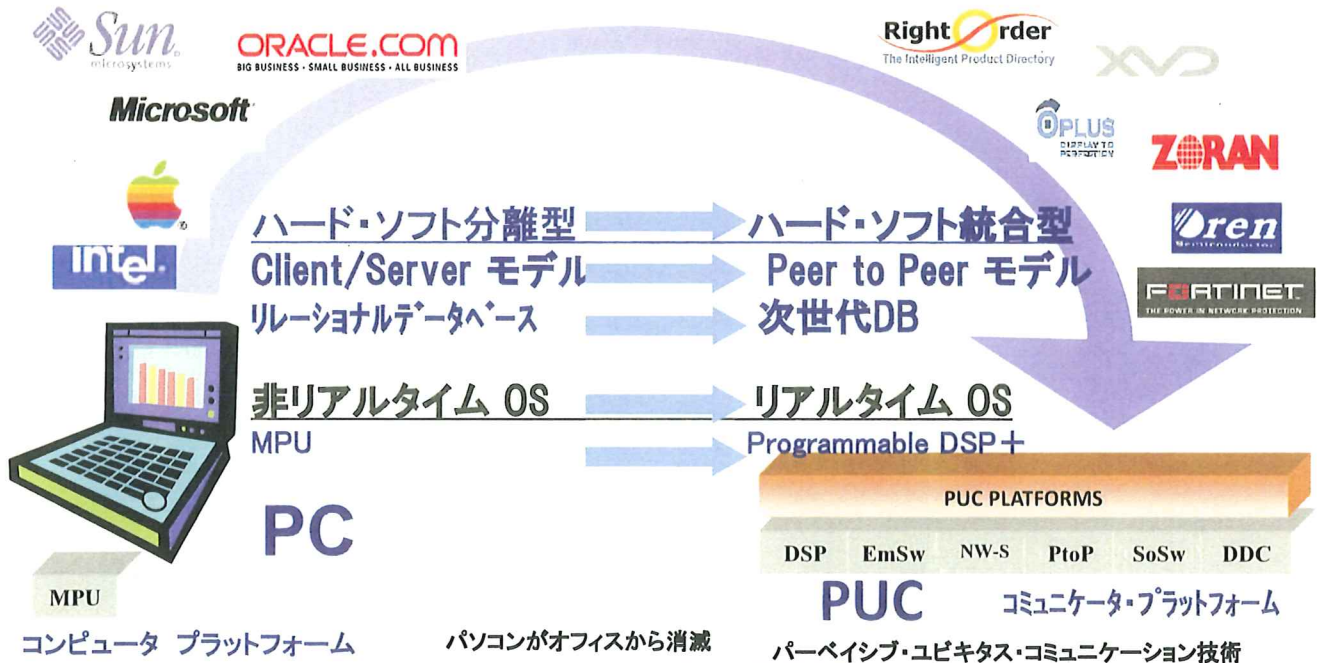 Sun
microsystems
ORACLE.COM
BIG BUSINESS • SMALL BUSINESS • ALL BUSINESS
Right Order
The Intelligent Product Directory
XVD
Microsoft
OPLUS
DISPLAY TO
PERFECTION
ZORAN
intel.
Oren
Semiconductor
FORTINET
THE POWER IN NETWORK PROTECTION
ハード・ソフト分離型 ハード・ソフト統合型
Client/Server モデル Peer to Peer モデル
リレーショナルデータベース 次世代DB
非リアルタイム OS リアルタイム OS
MPU Programmable DSP+
PC
PUC PLATFORMS
DSP EmSw NW-S PtoP SoSw DDC
MPU
PUC コミュニケータ・プラットフォーム
コンピュータ プラットフォーム
パソコンがオフィスから消滅
パーベイシブ・ユビキタス・コミュニケーション技術